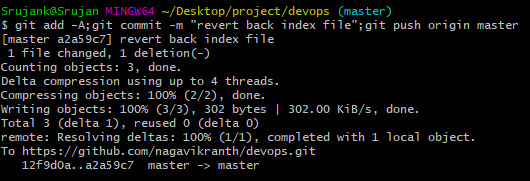 Srujank@Srujan MINGW64 ~/Desktop/project/devops (master)
$ git add -A;git commit -m "revert back index file";git push origin master
[master a2a59c7] revert back index file
 1 file changed, 1 deletion(-)
Counting objects: 3, done.
Delta compression using up to 4 threads.
Compressing objects: 100% (2/2), done.
Writing objects: 100% (3/3), 302 bytes | 302.00 KiB/s, done.
Total 3 (delta 1), reused 0 (delta 0)
remote: Resolving deltas: 100% (1/1), completed with 1 local object.
To https://github.com/nagavikranth/devops.git
   12f9d0a..a2a59c7  master -> master